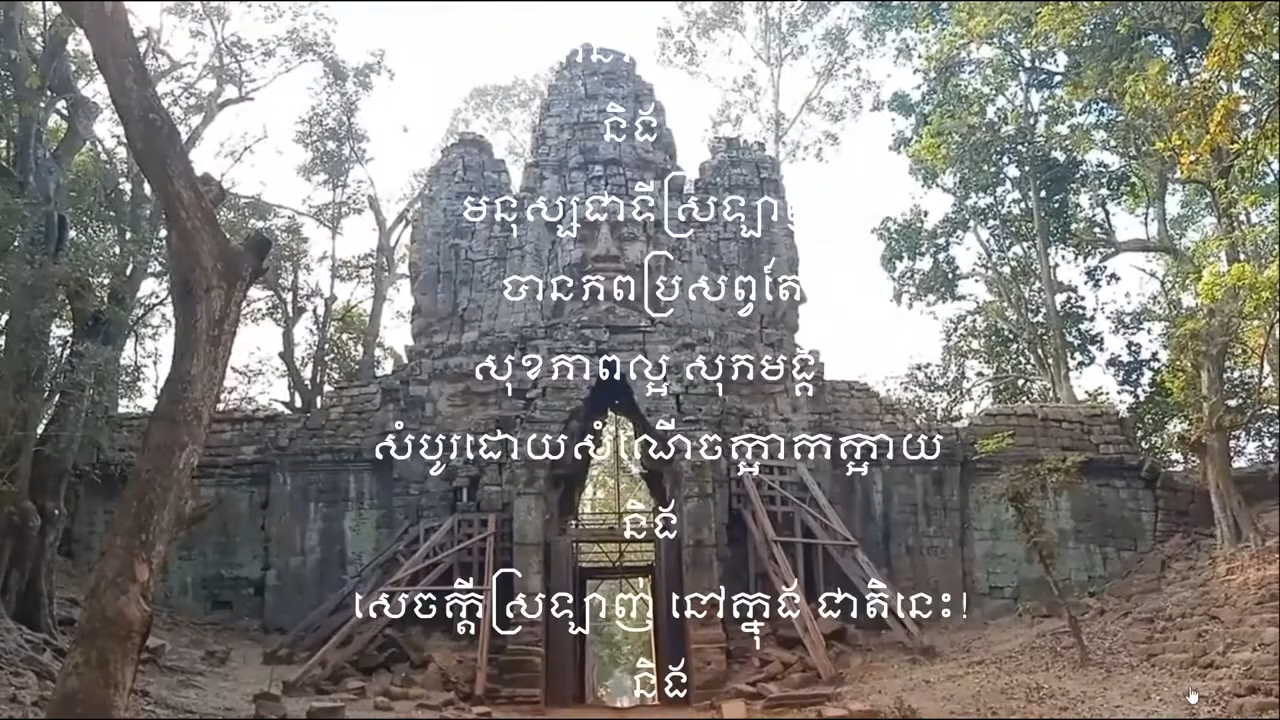 និង
មនុស្សជាទីស្រឡាញ់
បានភពប្រសព្វតែ
សុខភាពល្អ សុភមង្គ
សំបូរដោយសំណើចក្អាកក្អាយ
និង
សេចក្តីស្រឡាញ់ នៅក្នុង ជាតិនេះ!
និង